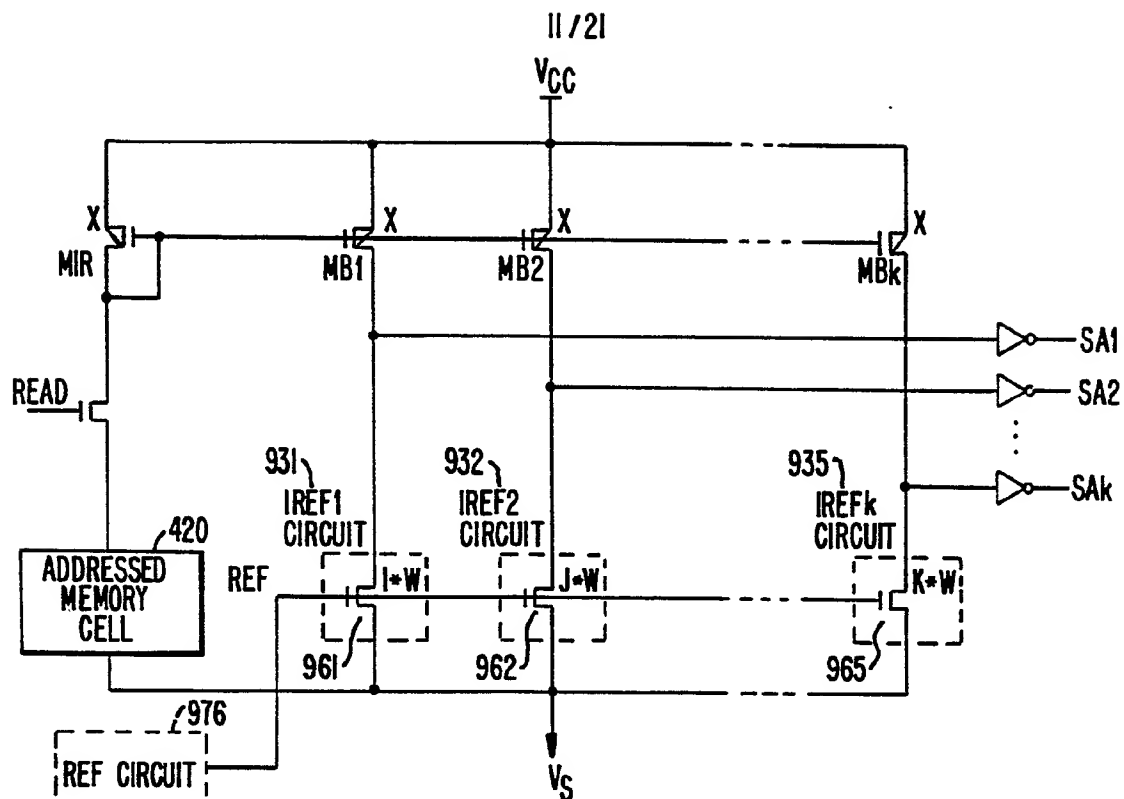 11/21
VCC
X
X
X
X
MIR
MB1
MB2
MBk
SA1
READ
SA2
931
932
935
SAk
IREF1
CIRCUIT
IREF2
CIRCUIT
IREFk
CIRCUIT
420
ADDRESSED
MEMORY
CELL
REF
I*W
J*W
K*W
961
962
965
976
REF CIRCUIT
VS